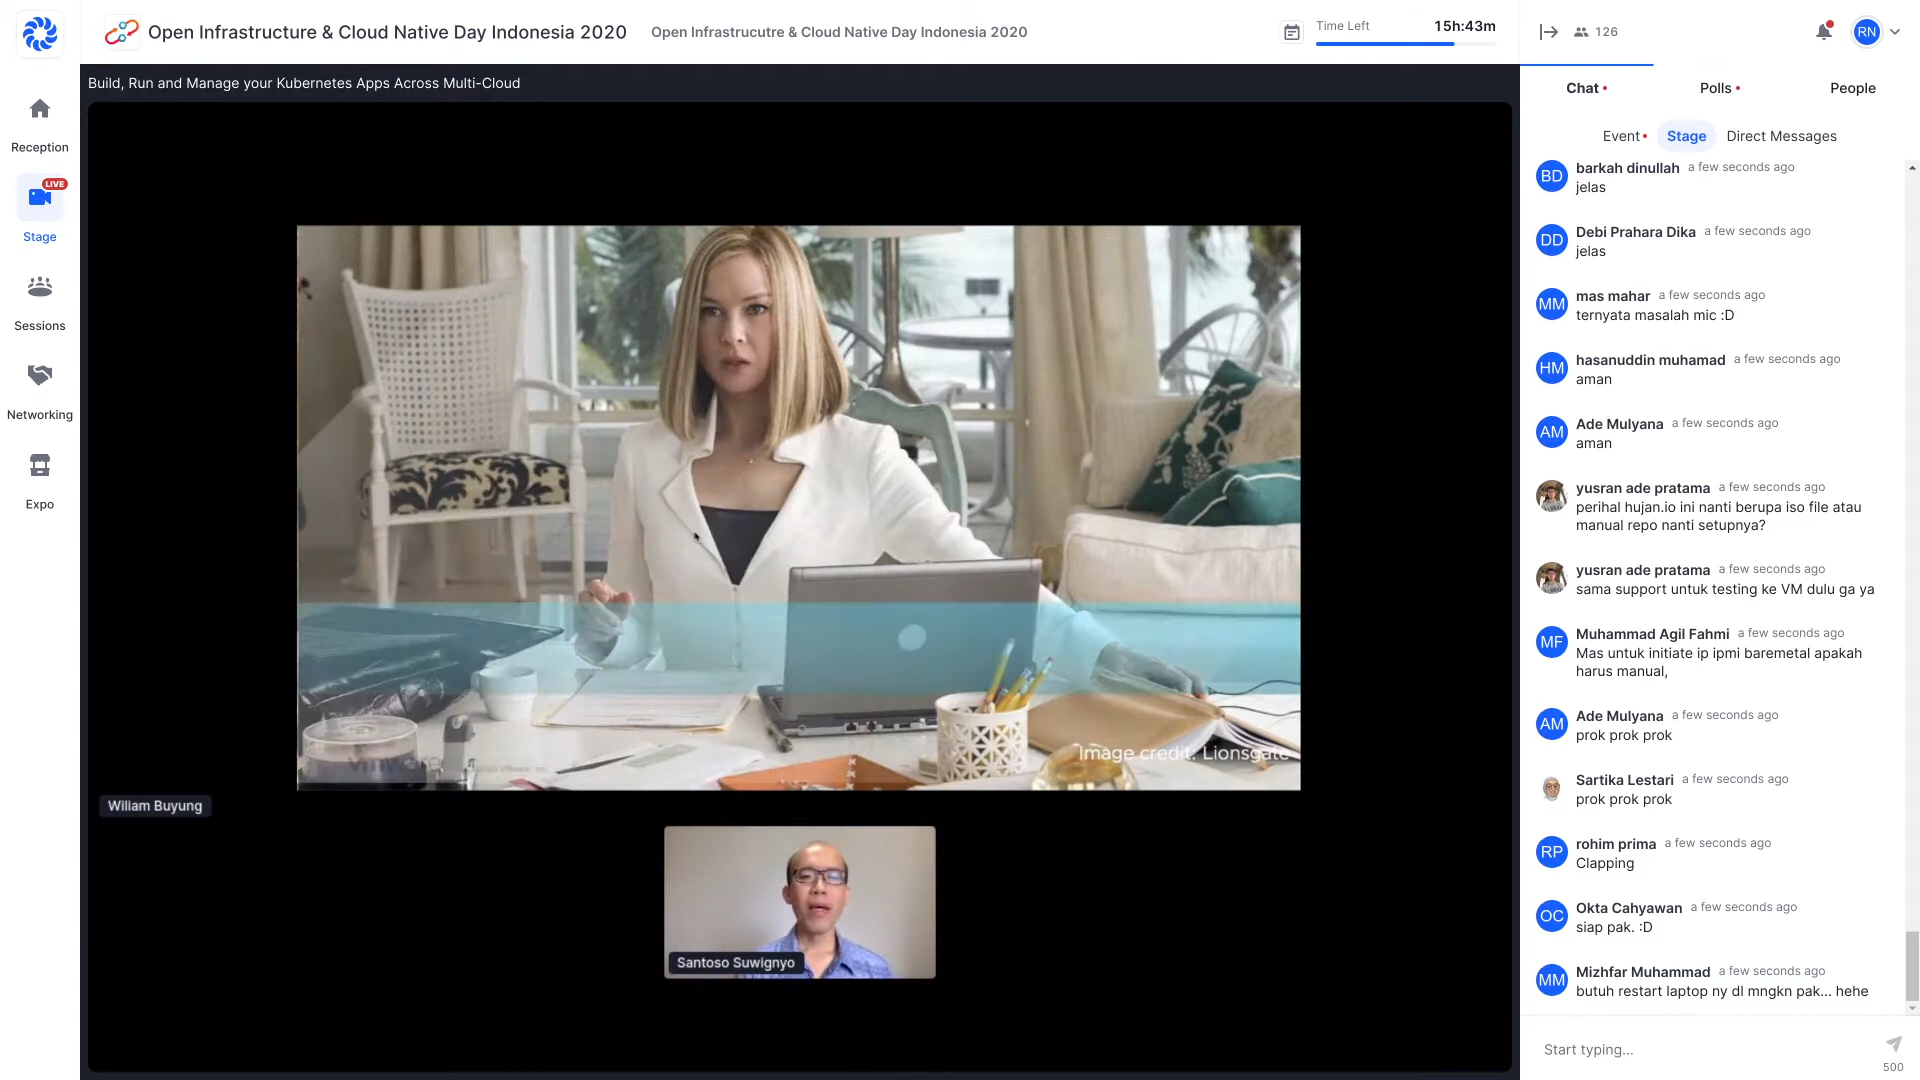 Open Infrastructure & Cloud Native Day Indonesia 2020
Open Infrastrucutre & Cloud Native Day Indonesia 2020
Time Left
15h:43m
126
RN
Build, Run and Manage your Kubernetes Apps Across Multi-Cloud
Reception
LIVE
Stage
Sessions
Networking
Expo
Image credit: Lionsgate
Wiliam Buyung
Santoso Suwignyo
Chat
Polls
People
Event
Stage
Direct Messages
BD
barkah dinullah a few seconds ago
jelas
DD
Debi Prahara Dika a few seconds ago
jelas
MM
mas mahar a few seconds ago
ternyata masalah mic :D
HM
hasanuddin muhamad a few seconds ago
aman
AM
Ade Mulyana a few seconds ago
aman
yusran ade pratama a few seconds ago
perihal hujan.io ini nanti berupa iso file atau
manual repo nanti setupnya?
yusran ade pratama a few seconds ago
sama support untuk testing ke VM dulu ga ya
MF
Muhammad Agil Fahmi a few seconds ago
Mas untuk initiate ip ipmi baremetal apakah
harus manual,
AM
Ade Mulyana a few seconds ago
prok prok prok
Sartika Lestari a few seconds ago
prok prok prok
RP
rohim prima a few seconds ago
Clapping
OC
Okta Cahyawan a few seconds ago
siap pak. :D
MM
Mizhfar Muhammad a few seconds ago
butuh restart laptop ny dl mngkn pak... hehe
Start typing...
500